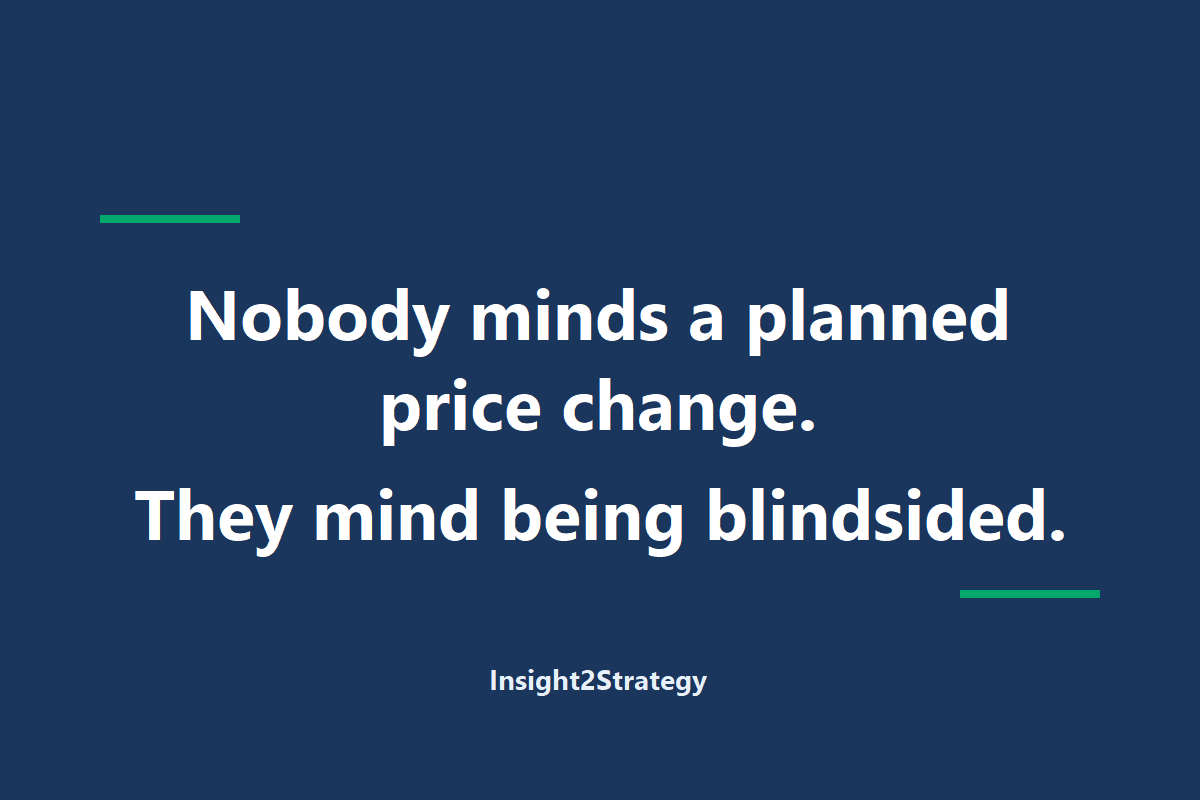 Nobody minds a planned
price change.
They mind being blindsided.
Insight2Strategy